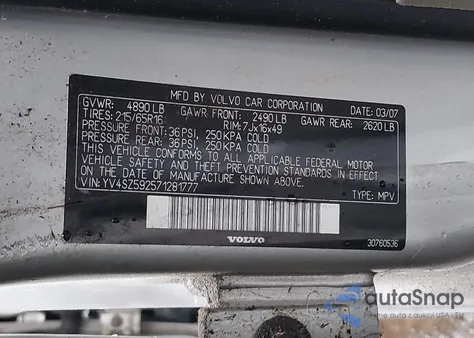 MFD BY VOLVO CAR CORPORATION
DATE: 03/07
GVWR: 4890 LB GAWR FRONT: 2490 LB GAWR REAR: 2620 LB
TIRES: 215/65R16 RIM: 7Jx16x49
PRESSURE FRONT: 36 PSI, 250 KPA COLD
PRESSURE REAR: 36 PSI, 250 KPA COLD
THIS VEHICLE CONFORMS TO ALL APPLICABLE FEDERAL MOTOR
VEHICLE SAFETY AND THEFT PREVENTION STANDARDS IN EFFECT
ON THE DATE OF MANUFACTURE SHOWN ABOVE.
VIN: YV4SZ592571281777 TYPE: MPV
VOLVO 30760536
autoSnap